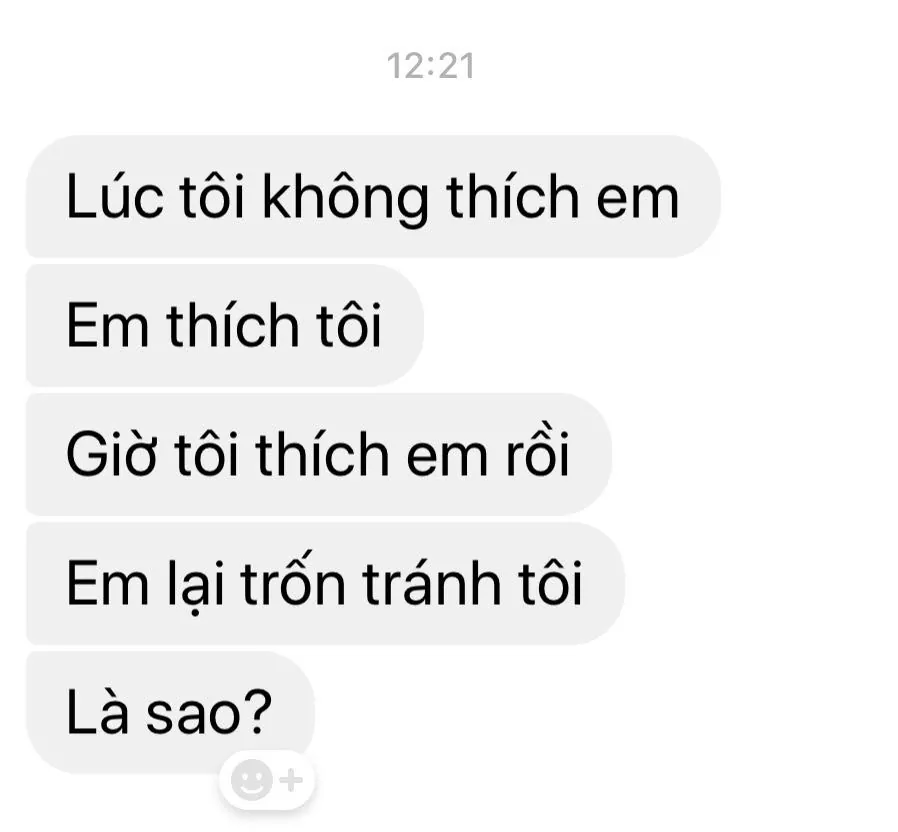 12:21
Lúc tôi không thích em
Em thích tôi
Giờ tôi thích em rồi
Em lại trốn tránh tôi
Là sao?